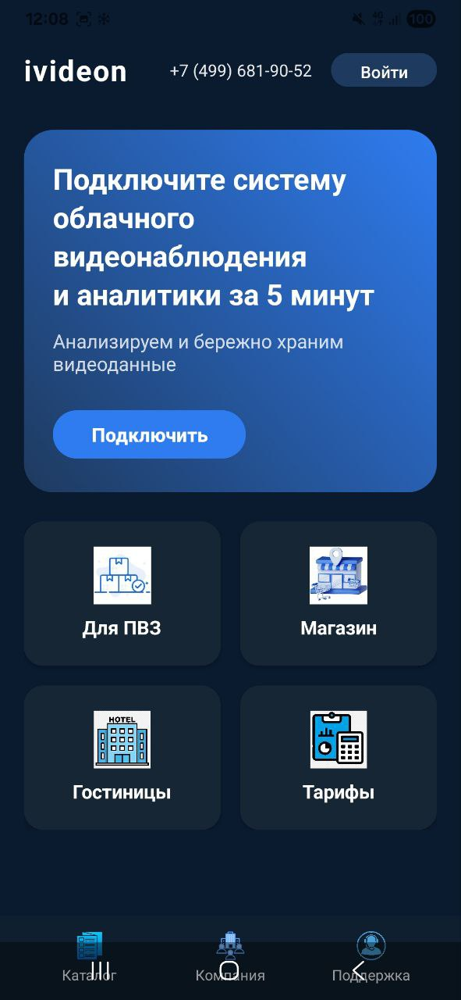 12:08
4G
100
ivideon
+7 (499) 681-90-52
Войти
Подключите систему
облачного
видеонаблюдения
и аналитики за 5 минут
Анализируем и бережно храним
видеоданные
Подключить
Для ПВЗ
Магазин
HOTEL
Гостиницы
Тарифы
Каталог
Компания
Поддержка